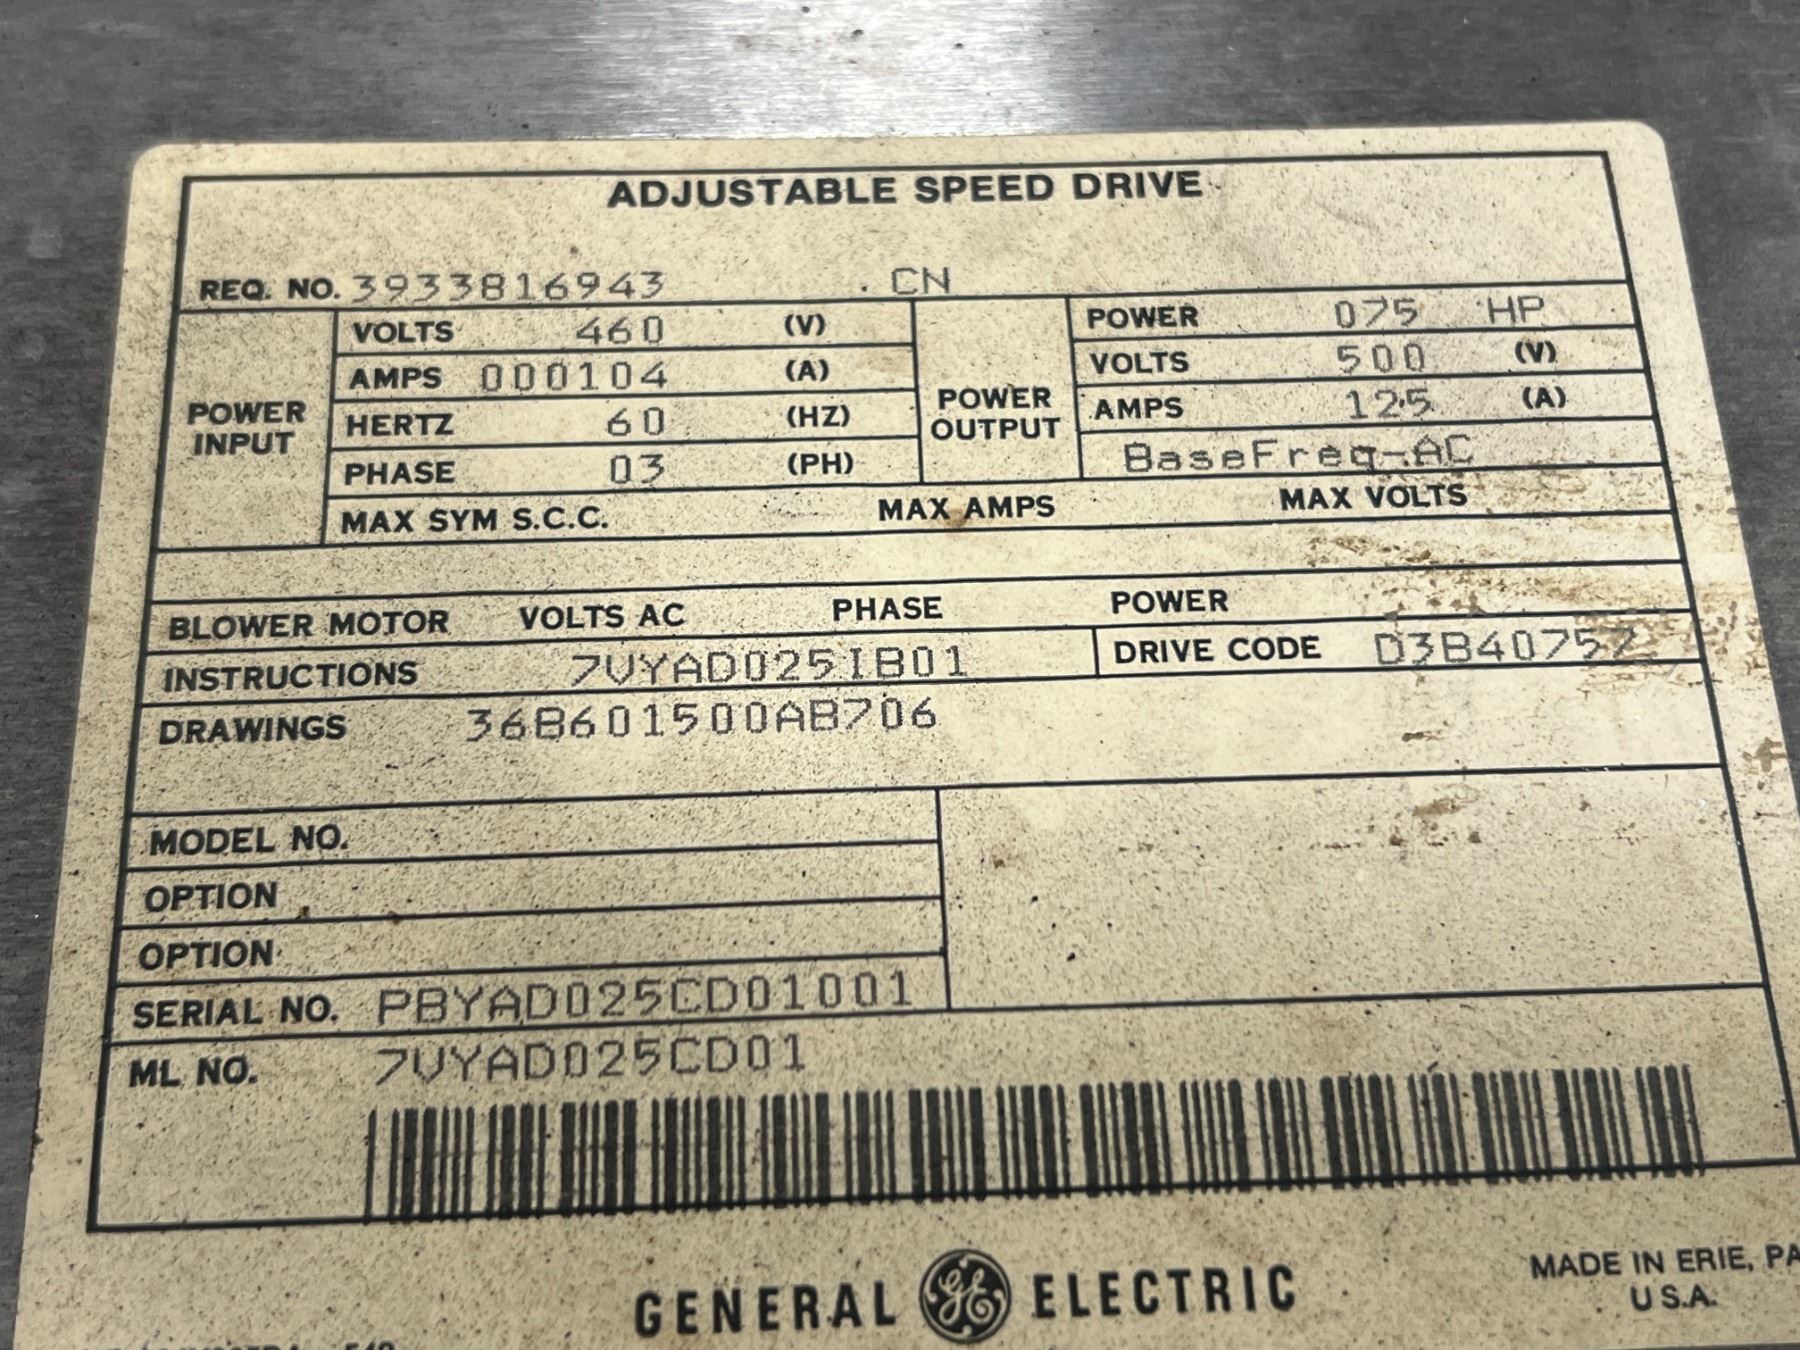 ADJUSTABLE SPEED DRIVE
REQ. NO. 3933816943 CN
POWER INPUT
VOLTS 460 (V)
AMPS 000104 (A)
HERTZ 60 (HZ)
PHASE 03 (PH)
POWER OUTPUT
POWER 075 HP
VOLTS 500 (V)
AMPS 125 (A)
BaseFreq-AC
MAX SYM S.C.C. MAX AMPS MAX VOLTS
BLOWER MOTOR VOLTS AC PHASE POWER
INSTRUCTIONS 7VYAD025IB01 DRIVE CODE D3B40757
DRAWINGS 36B601500AB706
MODEL NO.
OPTION
OPTION
SERIAL NO. PBYAD025CD01001
ML NO. 7VYAD025CD01
GENERAL GE ELECTRIC
MADE IN ERIE, PA
U.S.A.